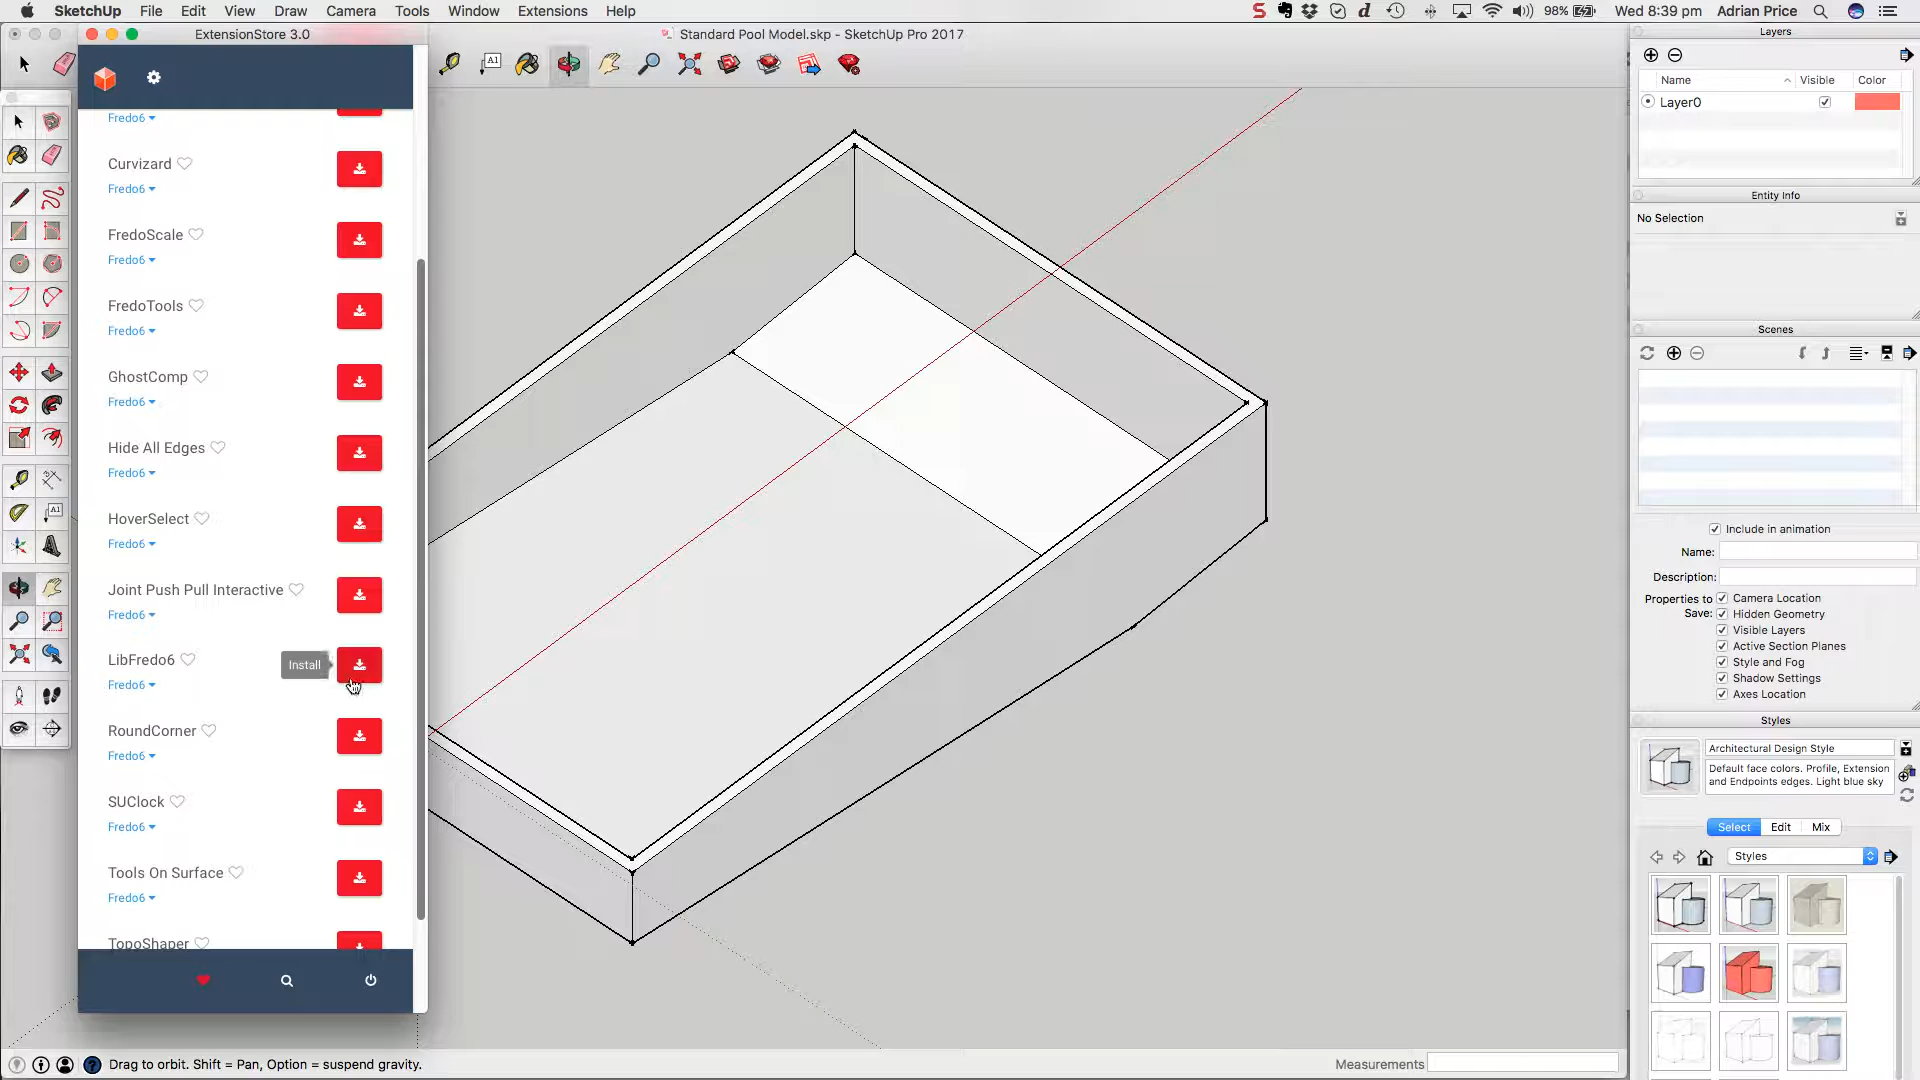 SketchUp File Edit View Draw Camera Tools Window Extensions Help
98% Wed 8:39 pm Adrian Price
ExtensionStore 3.0
Standard Pool Model.skp - SketchUp Pro 2017
A1
Fredo6
Curvizard
Fredo6
FredoScale
Fredo6
FredoTools
Fredo6
GhostComp
Fredo6
Hide All Edges
Fredo6
HoverSelect
Fredo6
Joint Push Pull Interactive
Fredo6
LibFredo6
Install
Fredo6
RoundCorner
Fredo6
SUClock
Fredo6
Tools On Surface
Fredo6
TopoShaper
A1
Layers
Name Visible Color
Layer0
Entity Info
No Selection
Scenes
Include in animation
Name:
Description:
Properties to Save:
Camera Location
Hidden Geometry
Visible Layers
Active Section Planes
Style and Fog
Shadow Settings
Axes Location
Styles
Architectural Design Style
Default face colors. Profile, Extension
and Endpoints edges. Light blue sky
Select Edit Mix
Styles
Drag to orbit. Shift = Pan, Option = suspend gravity.
Measurements